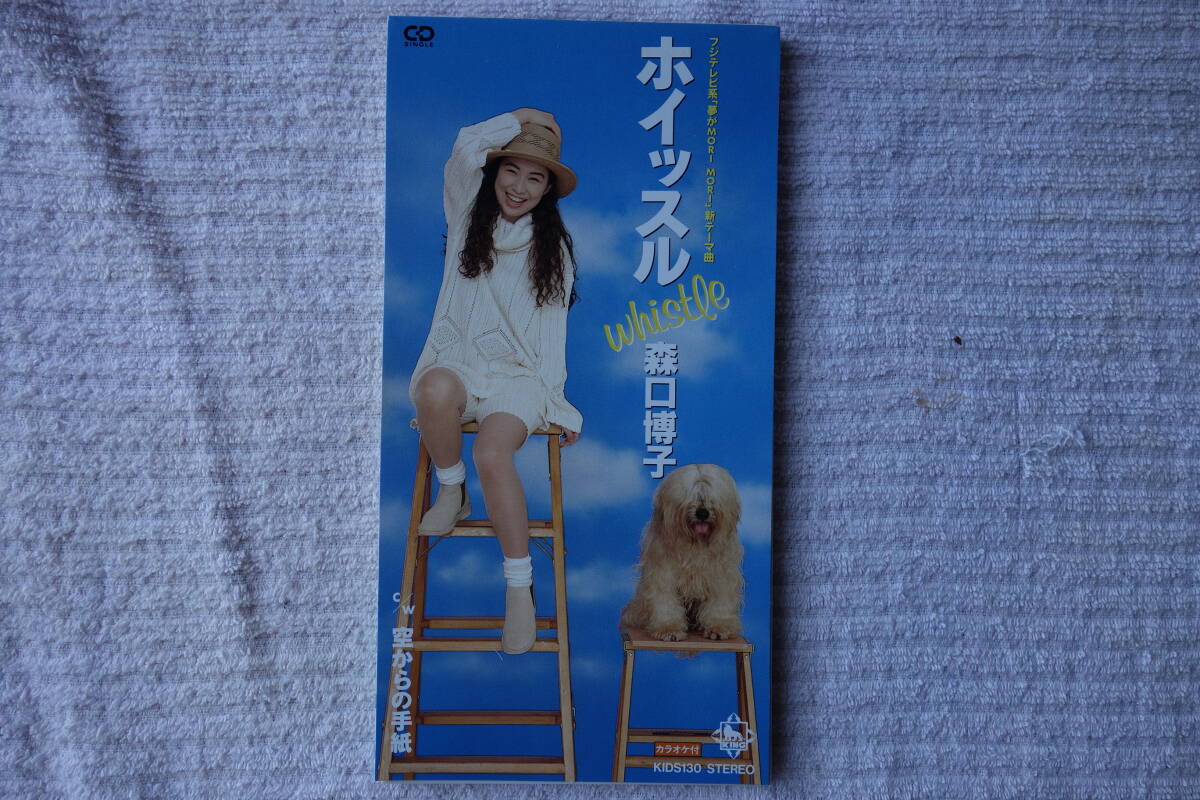 CD
SINGLE
フジテレビ系「夢がMORI MORI」新テーマ曲
ホイッスル
whistle
森口博子
c/w 空からの手紙
カラオケ付
KING
KIDS130 STEREO